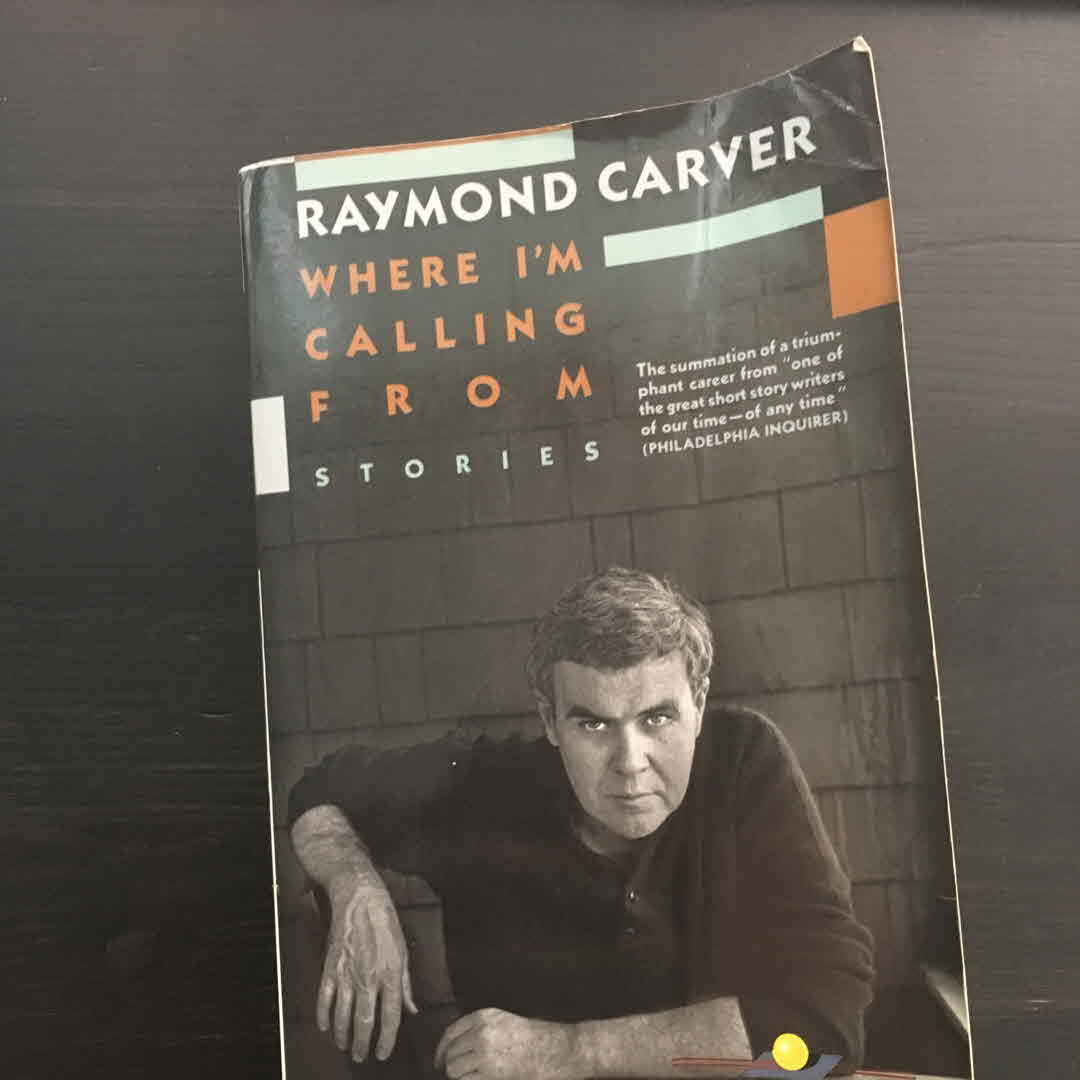 RAYMOND CARVER
WHERE I'M
CALLING
FROM
STORIES
The summation of a trium-
phant career from "one of
the great short story writers
of our time—of any time"
(PHILADELPHIA INQUIRER)